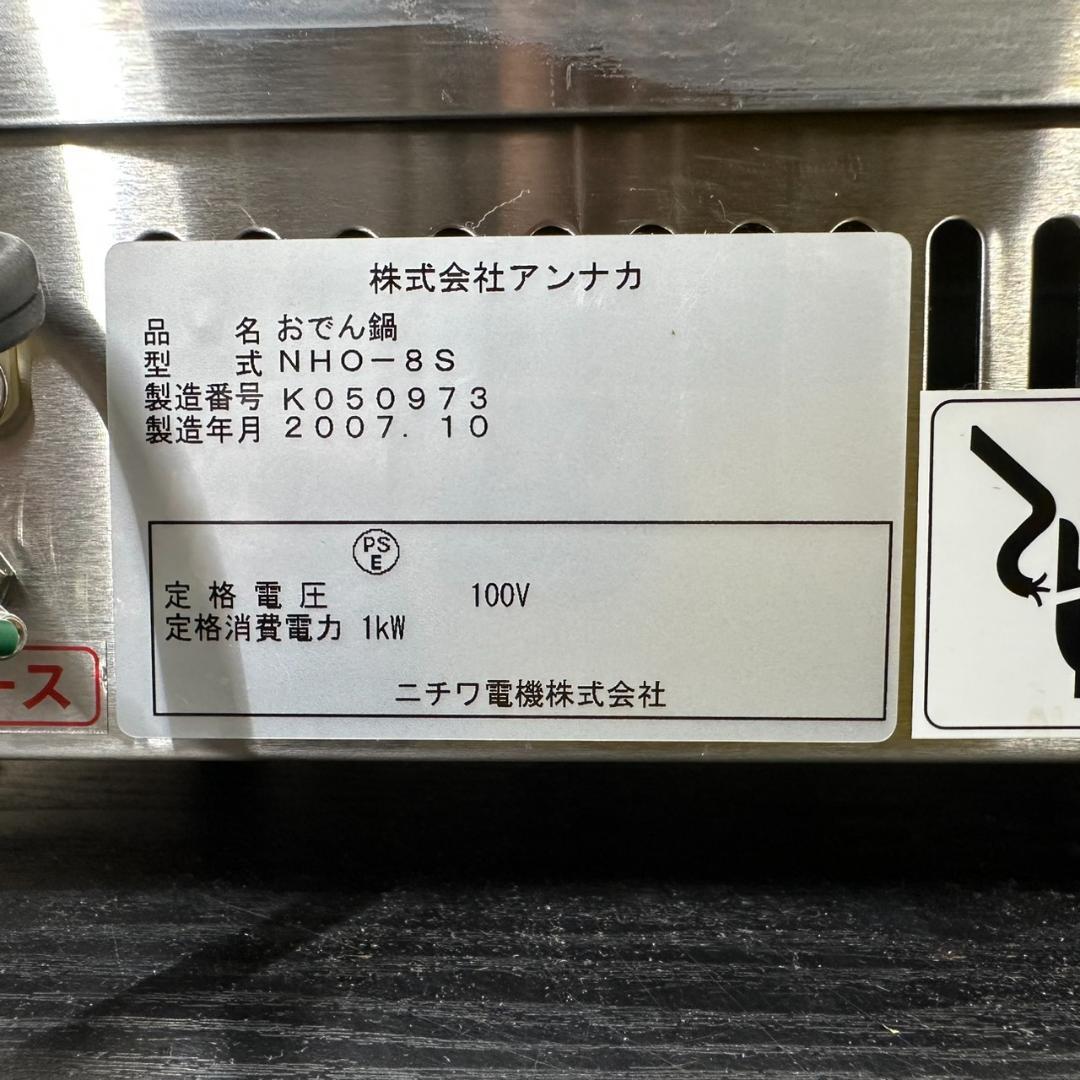 株式会社アンナカ
品　　名 おでん鍋
型　　式 NHO－8S
製造番号 K050973
製造年月 2007. 10
PS
E
定 格 電 圧　　　　　100V
定格消費電力 1kW
ニチワ電機株式会社
ース